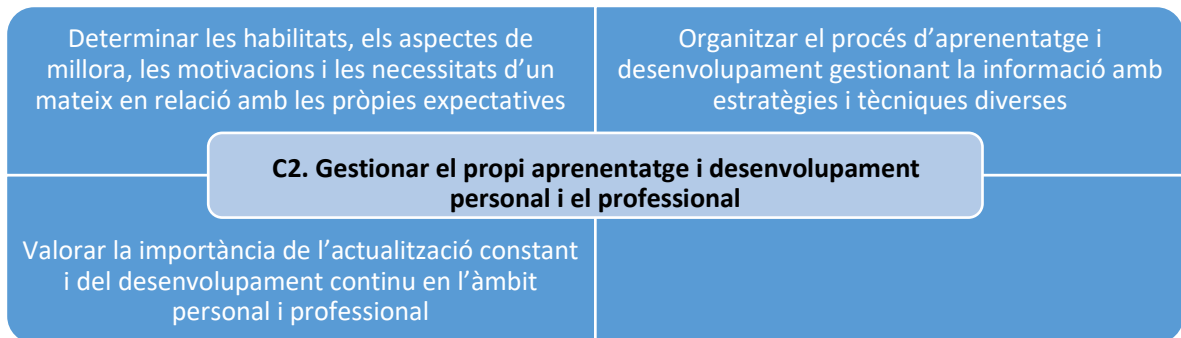 Determinar les habilitats, els aspectes de
millora, les motivacions i les necessitats d’un
mateix en relació amb les pròpies expectatives
Organitzar el procés d’aprenentatge i
desenvolupament gestionant la informació amb
estratègies i tècniques diverses
C2. Gestionar el propi aprenentatge i desenvolupament
personal i el professional
Valorar la importància de l’actualització constant
i del desenvolupament continu en l’àmbit
personal i professional